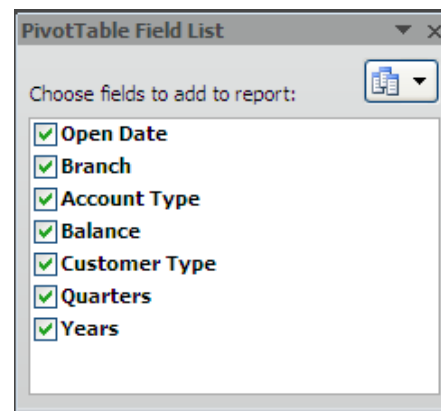 PivotTable Field List
Choose fields to add to report:
Open Date
Branch
Account Type
Balance
Customer Type
Quarters
Years